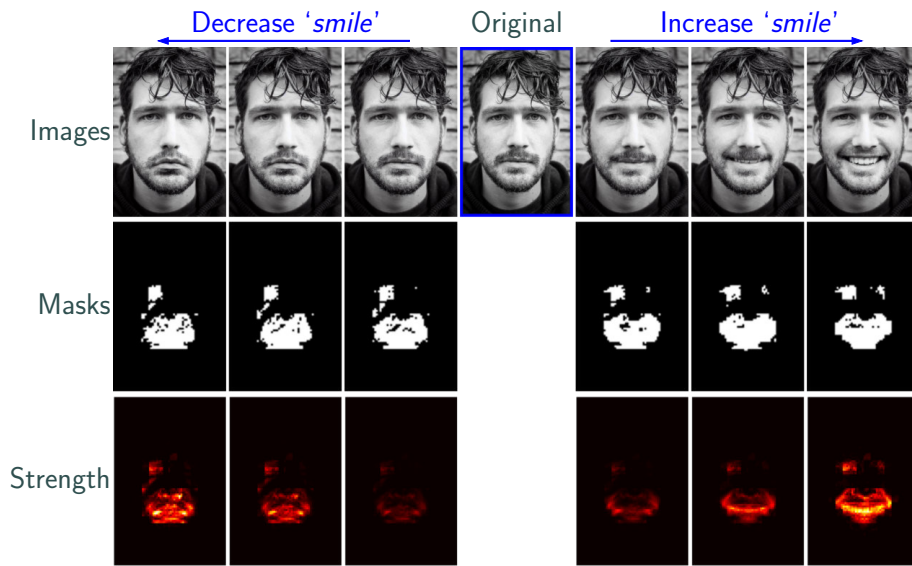 Decrease ‘smile’ Original Increase ‘smile’
Images
Masks
Strength